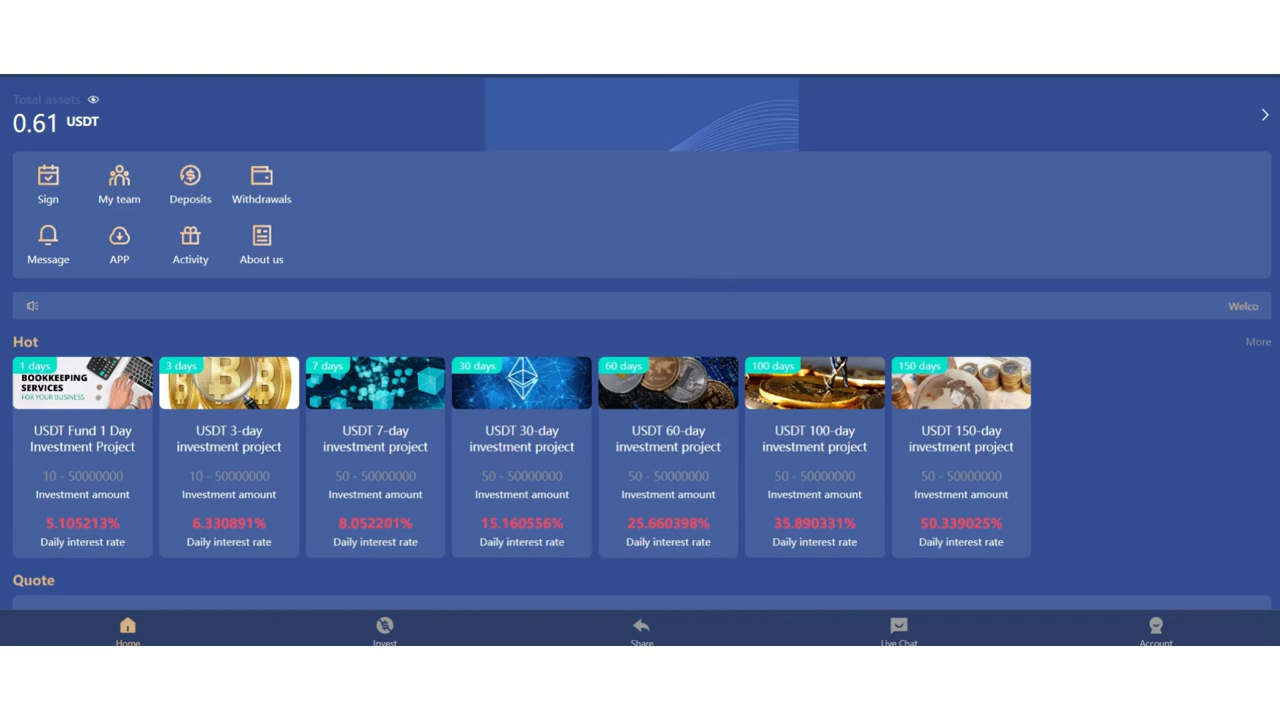 Total assets
0.61 USDT
Sign
My team
Deposits
Withdrawals
Message
APP
Activity
About us
Welco
Hot
More
1 days
BOOKKEEPING
SERVICES
FOR YOUR BUSINESS
USDT Fund 1 Day
Investment Project
10 - 50000000
Investment amount
5.105213%
Daily interest rate
3 days
USDT 3-day
investment project
10 - 50000000
Investment amount
6.330891%
Daily interest rate
7 days
USDT 7-day
investment project
50 - 50000000
Investment amount
8.052201%
Daily interest rate
30 days
USDT 30-day
investment project
50 - 50000000
Investment amount
15.160556%
Daily interest rate
60 days
USDT 60-day
investment project
50 - 50000000
Investment amount
25.660398%
Daily interest rate
100 days
USDT 100-day
investment project
50 - 50000000
Investment amount
35.890331%
Daily interest rate
150 days
USDT 150-day
investment project
50 - 50000000
Investment amount
50.339025%
Daily interest rate
Quote
Home
Invest
Share
Live Chat
Account